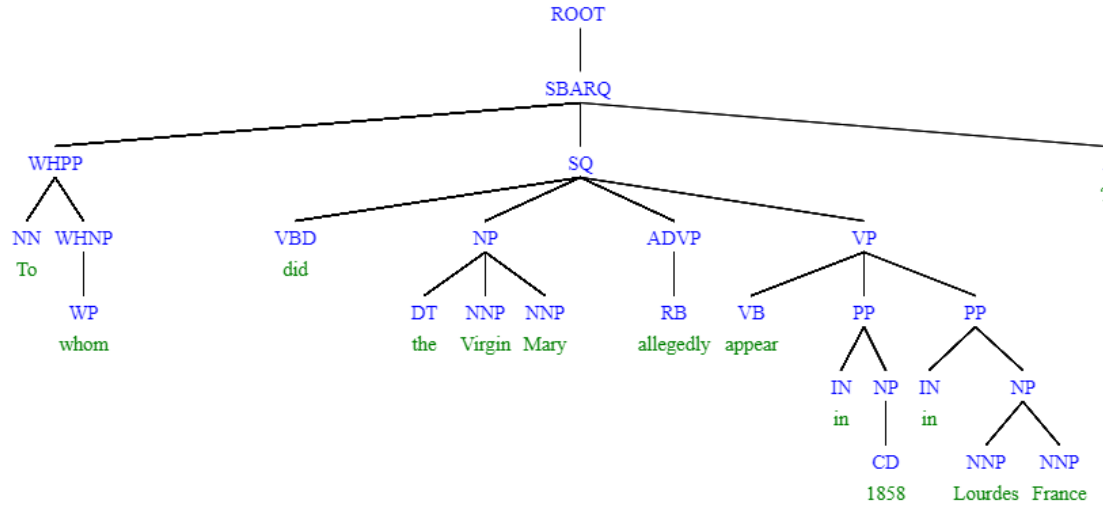 ROOT
SBARQ
WHPP SQ
NN WHNP VBD NP ADVP VP
To did
WP DT NNP NNP RB VB PP PP
whom the Virgin Mary allegedly appear
IN NP IN NP
in in
CD NNP NNP
1858 Lourdes France